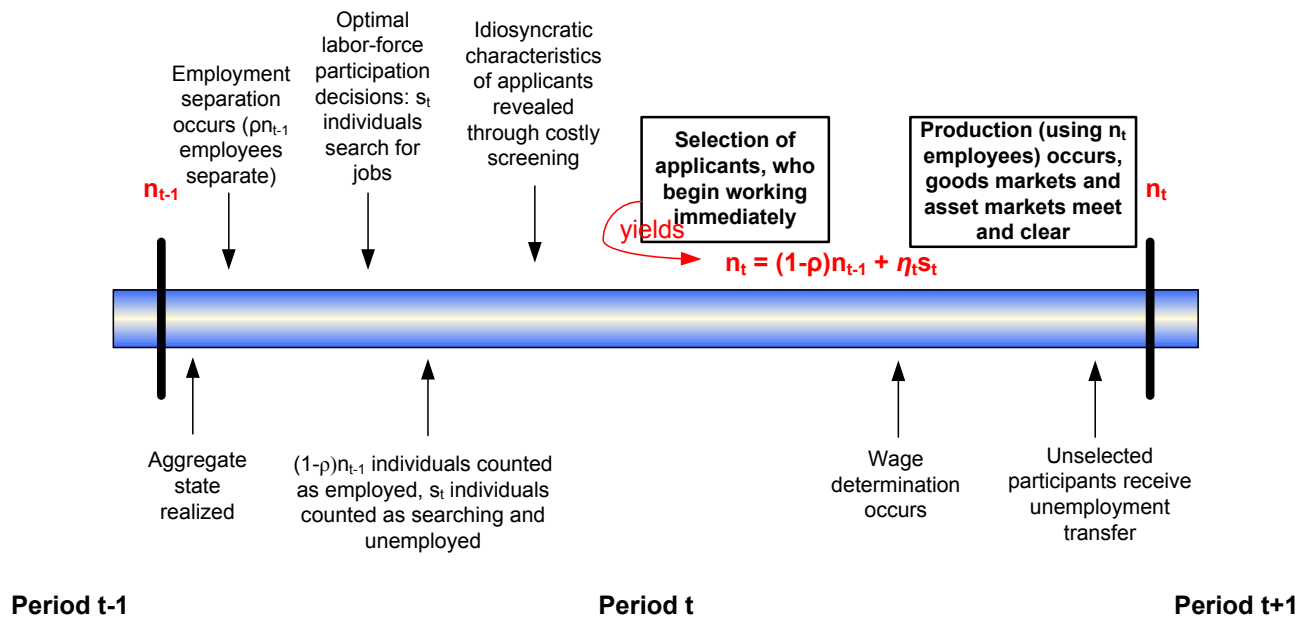 Employment
separation
occurs (ρnt-1
employees
separate)
Optimal
labor-force
participation
decisions: st
individuals
search for
jobs
Idiosyncratic
characteristics
of applicants
revealed
through costly
screening
Selection of
applicants, who
begin working
immediately
Production (using nt
employees) occurs,
goods markets and
asset markets meet
and clear
nt-1
nt
yields
nt = (1-ρ)nt-1 + ηtst
Aggregate
state
realized
(1-ρ)nt-1 individuals counted
as employed, st individuals
counted as searching and
unemployed
Wage
determination
occurs
Unselected
participants receive
unemployment
transfer
Period t-1
Period t
Period t+1